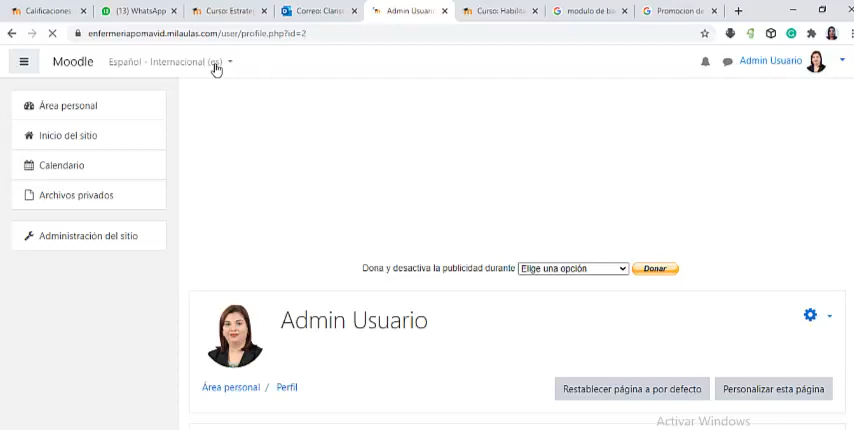 Calificaciones
(13) WhatsApp
Curso: Estrate
Correo: Claris
Admin Usuari
Curso: Habilit
modulo de ba
Promocion de
enfermeriapomavid.milaulas.com/user/profile.php?id=2
Moodle Español - Internacional (es) Admin Usuario
Área personal
Inicio del sitio
Calendario
Archivos privados
Administración del sitio
Dona y desactiva la publicidad durante Elige una opción Donar
Admin Usuario
Área personal / Perfil Restablecer página a por defecto Personalizar esta página
Activar Windows